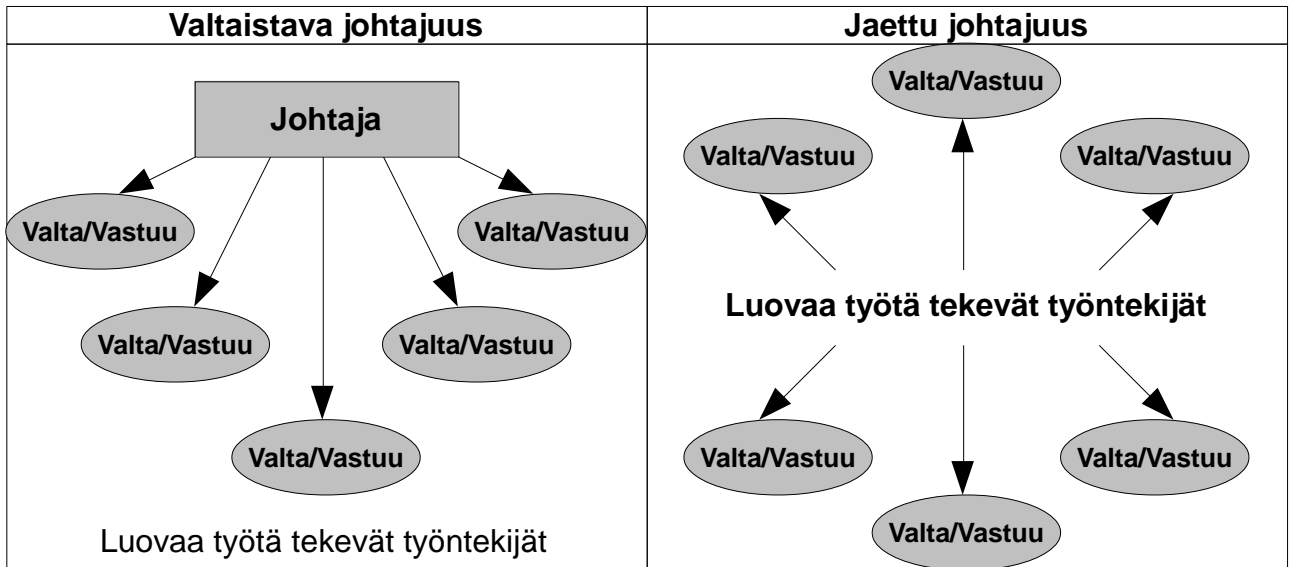 Valtaistava johtajuus
Johtaja
Valta/Vastuu
Valta/Vastuu
Valta/Vastuu
Valta/Vastuu
Valta/Vastuu
Luovaa työtä tekevät työntekijät
Jaettu johtajuus
Valta/Vastuu
Valta/Vastuu
Valta/Vastuu
Luovaa työtä tekevät työntekijät
Valta/Vastuu
Valta/Vastuu
Valta/Vastuu